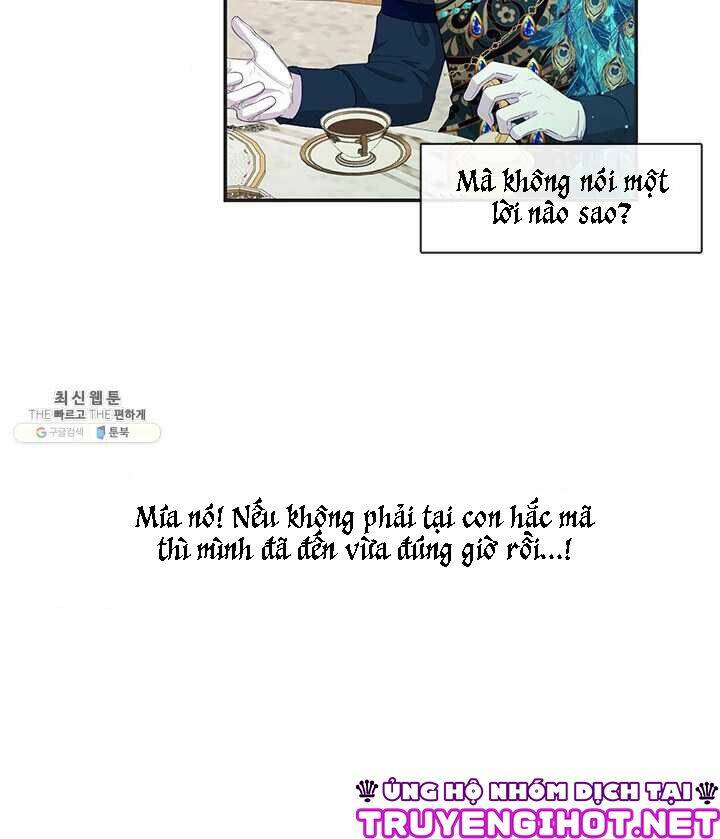 Mà không nói một
lời nào sao?
최신웹툰
THE 빠르고 THE 편하게
G 구글검색 툰북
Mía nó! Nếu không phải tại con hắc mã
thì mình đã đến vừa đúng giờ rồi...!
ỦNG HỘ NHÓM DỊCH TẠI
TRUYENGIHOT.NET